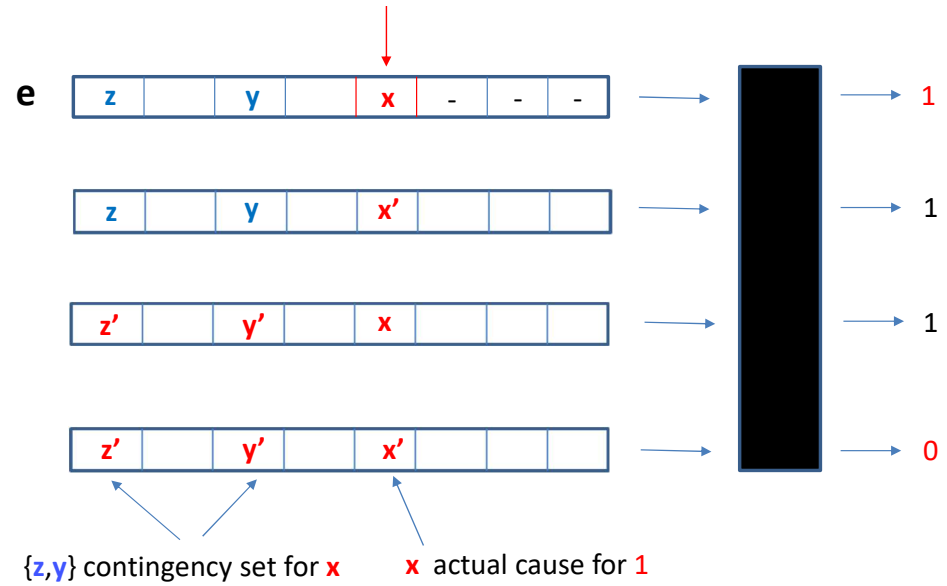 e z y x - - - 1
z y x’ 1
z’ y’ x 1
z’ y’ x’ 0
{z,y} contingency set for x x actual cause for 1